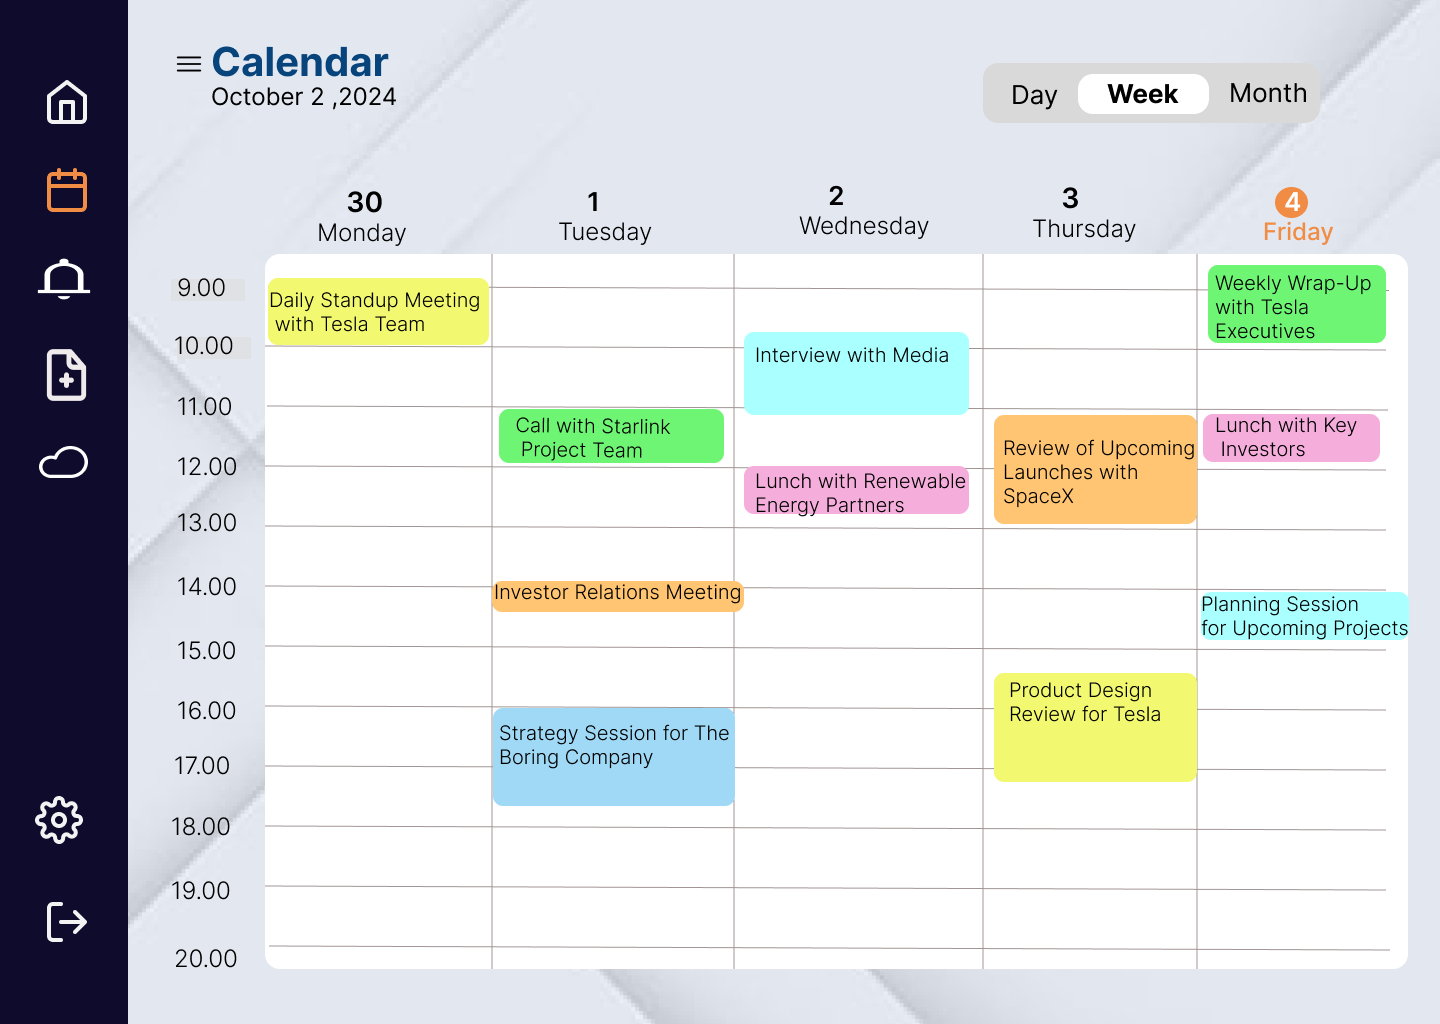 Calendar
October 2 ,2024
Day
Week
Month
30
Monday
1
Tuesday
2
Wednesday
3
Thursday
4
Friday
9.00
10.00
11.00
12.00
13.00
14.00
15.00
16.00
17.00
18.00
19.00
20.00
Daily Standup Meeting
with Tesla Team
Call with Starlink
Project Team
Investor Relations Meeting
Strategy Session for The
Boring Company
Interview with Media
Lunch with Renewable
Energy Partners
Review of Upcoming
Launches with
SpaceX
Product Design
Review for Tesla
Weekly Wrap-Up
with Tesla
Executives
Lunch with Key
Investors
Planning Session
for Upcoming Projects